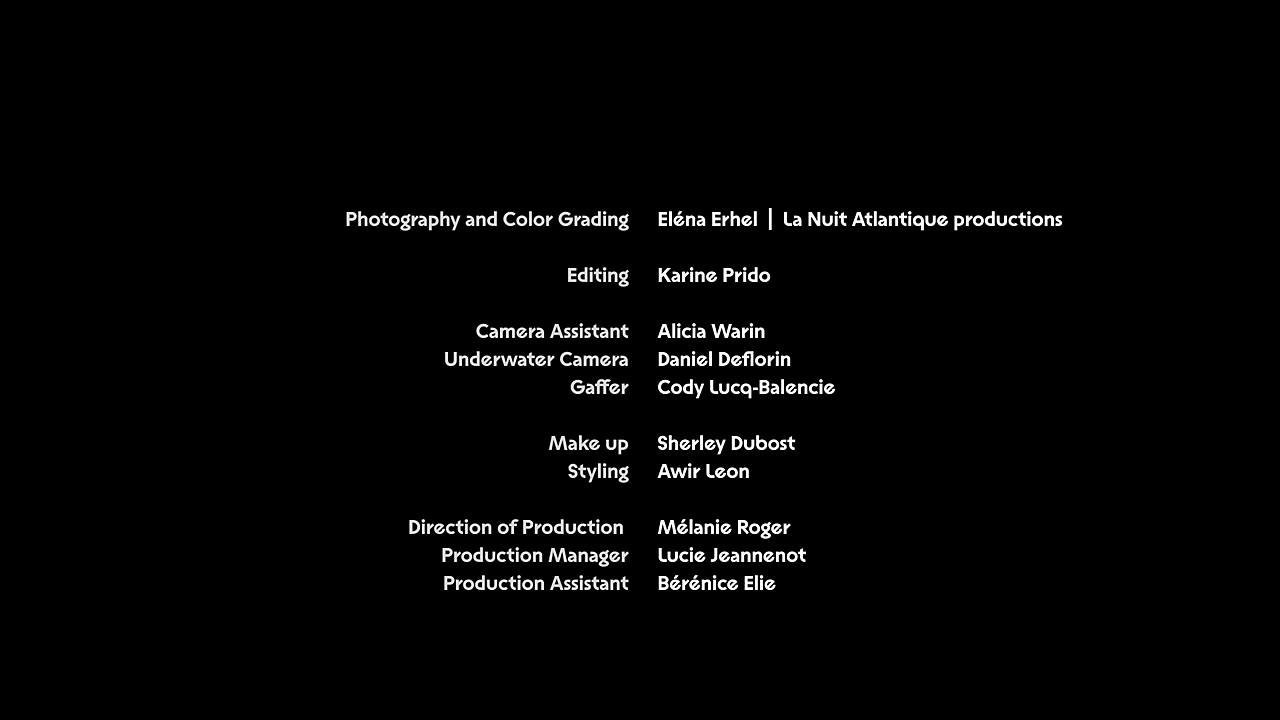 Photography and Color Grading Eléna Erhel | La Nuit Atlantique productions
Editing Karine Prido
Camera Assistant Alicia Warin
Underwater Camera Daniel Deflorin
Gaffer Cody Lucq-Balencie
Make up Sherley Dubost
Styling Awir Leon
Direction of Production Mélanie Roger
Production Manager Lucie Jeannenot
Production Assistant Bérénice Elie